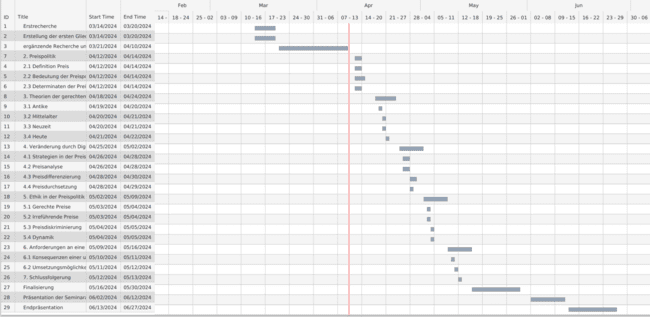 Feb Mar Apr May Jun
ID Title Start Time End Time 14 - 18 - 24 25 - 02 03 - 09 10 - 16 17 - 23 24 - 30 31 - 06 07 - 13 14 - 20 21 - 27 28 - 04 05 - 11 12 - 18 19 - 25 26 - 01 02 - 08 09 - 15 16 - 22 23 - 29 30 -
1 Erstrecherche 03/14/2024 03/20/2024
2 Erstellung der ersten Glie 03/14/2024 03/20/2024
3 ergänzende Recherche un 03/21/2024 04/10/2024
7 2. Preispolitik 04/12/2024 04/14/2024
4 2.1 Definition Preis 04/12/2024 04/14/2024
5 2.2 Bedeutung der Preisp 04/12/2024 04/15/2024
6 2.3 Determinaten der Prei 04/12/2024 04/14/2024
8 3. Theorien der gerechten 04/18/2024 04/24/2024
9 3.1 Antike 04/19/2024 04/20/2024
10 3.2 Mittelalter 04/20/2024 04/21/2024
11 3.3 Neuzeit 04/20/2024 04/21/2024
12 3.4 Heute 04/21/2024 04/22/2024
13 4. Veränderung durch Dig 04/25/2024 05/02/2024
14 4.1 Strategien in der Preis 04/26/2024 04/28/2024
15 4.2 Preisanalyse 04/26/2024 04/28/2024
16 4.3 Preisdifferenzierung 04/28/2024 04/30/2024
17 4.4 Preisdurchsetzung 04/28/2024 04/29/2024
18 5. Ethik in der Preispolitik 05/02/2024 05/09/2024
19 5.1 Gerechte Preise 05/03/2024 05/04/2024
20 5.2 Irreführende Preise 05/03/2024 05/04/2024
21 5.3 Preisdiskriminierung 05/04/2024 05/05/2024
22 5.4 Dynamik 05/04/2024 05/05/2024
23 6. Anforderungen an eine 05/09/2024 05/16/2024
24 6.1 Konsequenzen einer u 05/10/2024 05/11/2024
25 6.2 Umsetzungsmöglichke 05/11/2024 05/12/2024
26 7. Schlussfolgerung 05/12/2024 05/13/2024
27 Finalisierung 05/16/2024 05/30/2024
28 Präsentation der Seminar 06/02/2024 06/12/2024
29 Endpräsentation 06/13/2024 06/27/2024